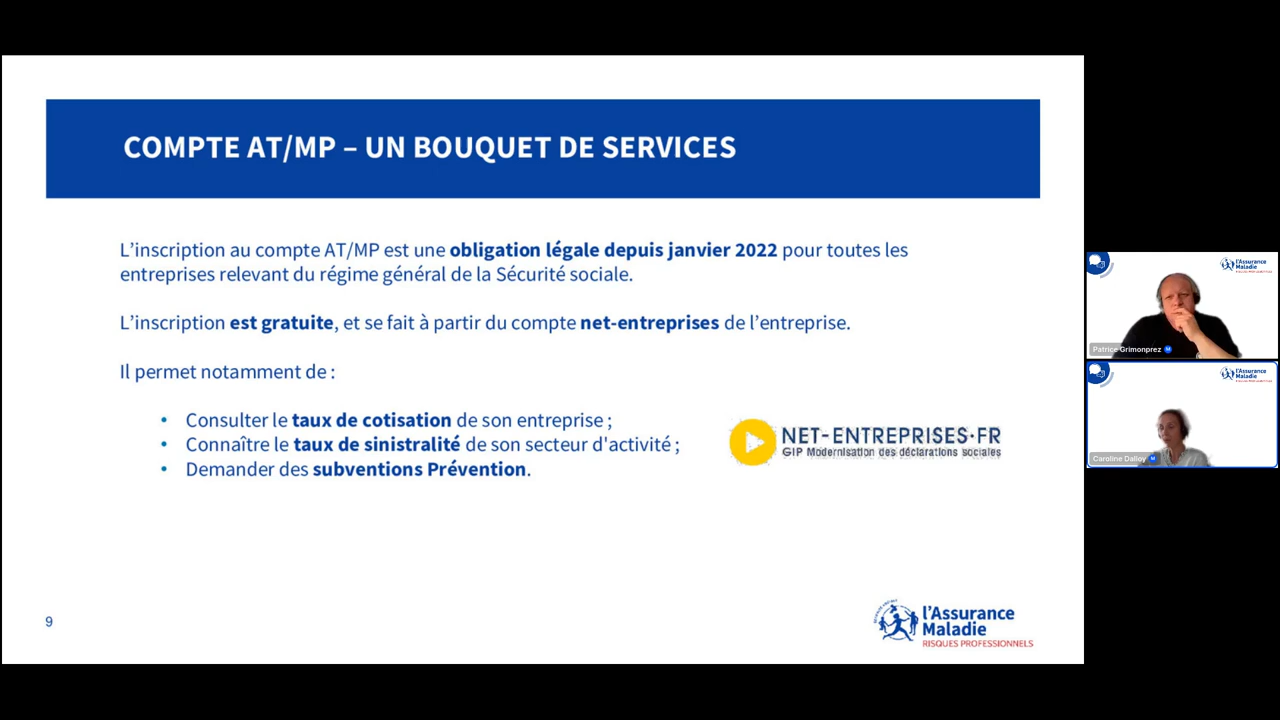 COMPTE AT/MP – UN BOUQUET DE SERVICES
L’inscription au compte AT/MP est une obligation légale depuis janvier 2022 pour toutes les
entreprises relevant du régime général de la Sécurité sociale.
L’inscription est gratuite, et se fait à partir du compte net-entreprises de l’entreprise.
Il permet notamment de :
• Consulter le taux de cotisation de son entreprise ;
• Connaître le taux de sinistralité de son secteur d'activité ;
• Demander des subventions Prévention.
NET-ENTREPRISES·FR
GIP Modernisation des déclarations sociales
9
l’Assurance
Maladie
RISQUES PROFESSIONNELS
l’Assurance
Maladie
Patrice Grimonprez
l’Assurance
Maladie
Caroline Dalloy